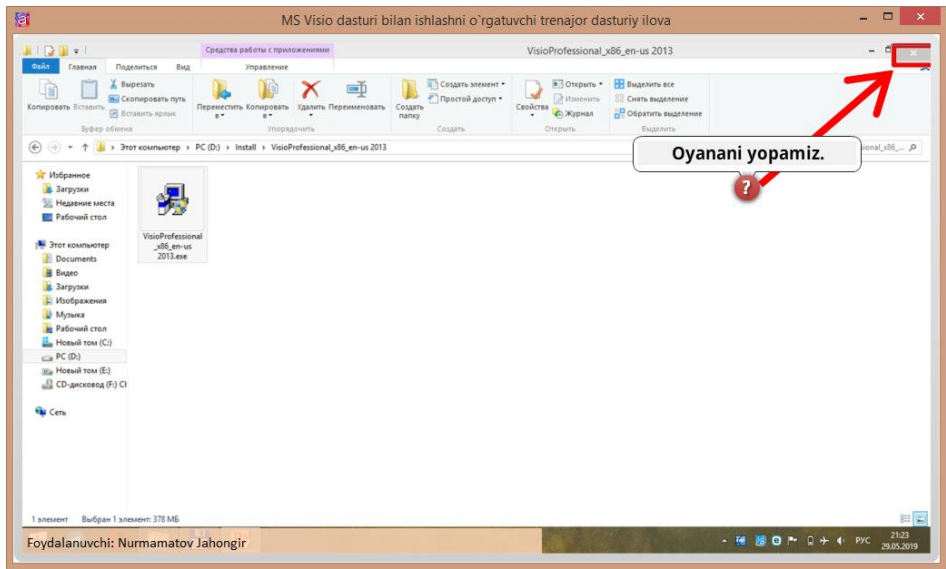 MS Visio dasturi bilan ishlashni o`rgatuvchi trenajor dasturiy ilova
Средства работы с приложениями
VisioProfessional_x86_en-us 2013
Файл Главная Поделиться Вид Управление
Копировать
Вставить
Вырезать
Скопировать путь
Вставить ярлык
Буфер обмена
Переместить в
Копировать в
Удалить
Переименовать
Упорядочить
Создать папку
Создать элемент
Простой доступ
Создать
Свойства
Открыть
Изменить
Журнал
Открыть
Выделить все
Снять выделение
Обратить выделение
Выделить
Этот компьютер PC (D:) Install VisioProfessional_x86_en-us 2013
Oyanani yopamiz.
?
Избранное
Загрузки
Недавние места
Рабочий стол
Этот компьютер
Documents
Видео
Загрузки
Изображения
Музыка
Рабочий стол
Новый том (C:)
PC (D:)
Новый том (E:)
CD-дисковод (F:)
Сеть
VisioProfessional
_x86_en-us
2013.exe
1 элемент Выбран 1 элемент: 378 МБ
Foydalanuvchi: Nurmamatov Jahongir
РУС
21:23
29.05.2019